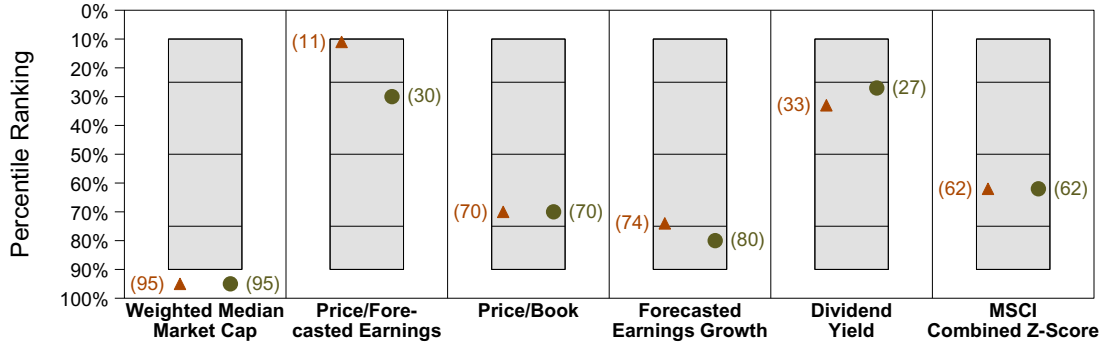 Percentile Ranking
0%
10%
20%
30%
40%
50%
60%
70%
80%
90%
100%
(95)
(95)
(11)
(30)
(70)
(70)
(74)
(80)
(33)
(27)
(62)
(62)
Weighted Median
Market Cap
Price/Fore-
casted Earnings
Price/Book
Forecasted
Earnings Growth
Dividend
Yield
MSCI
Combined Z-Score